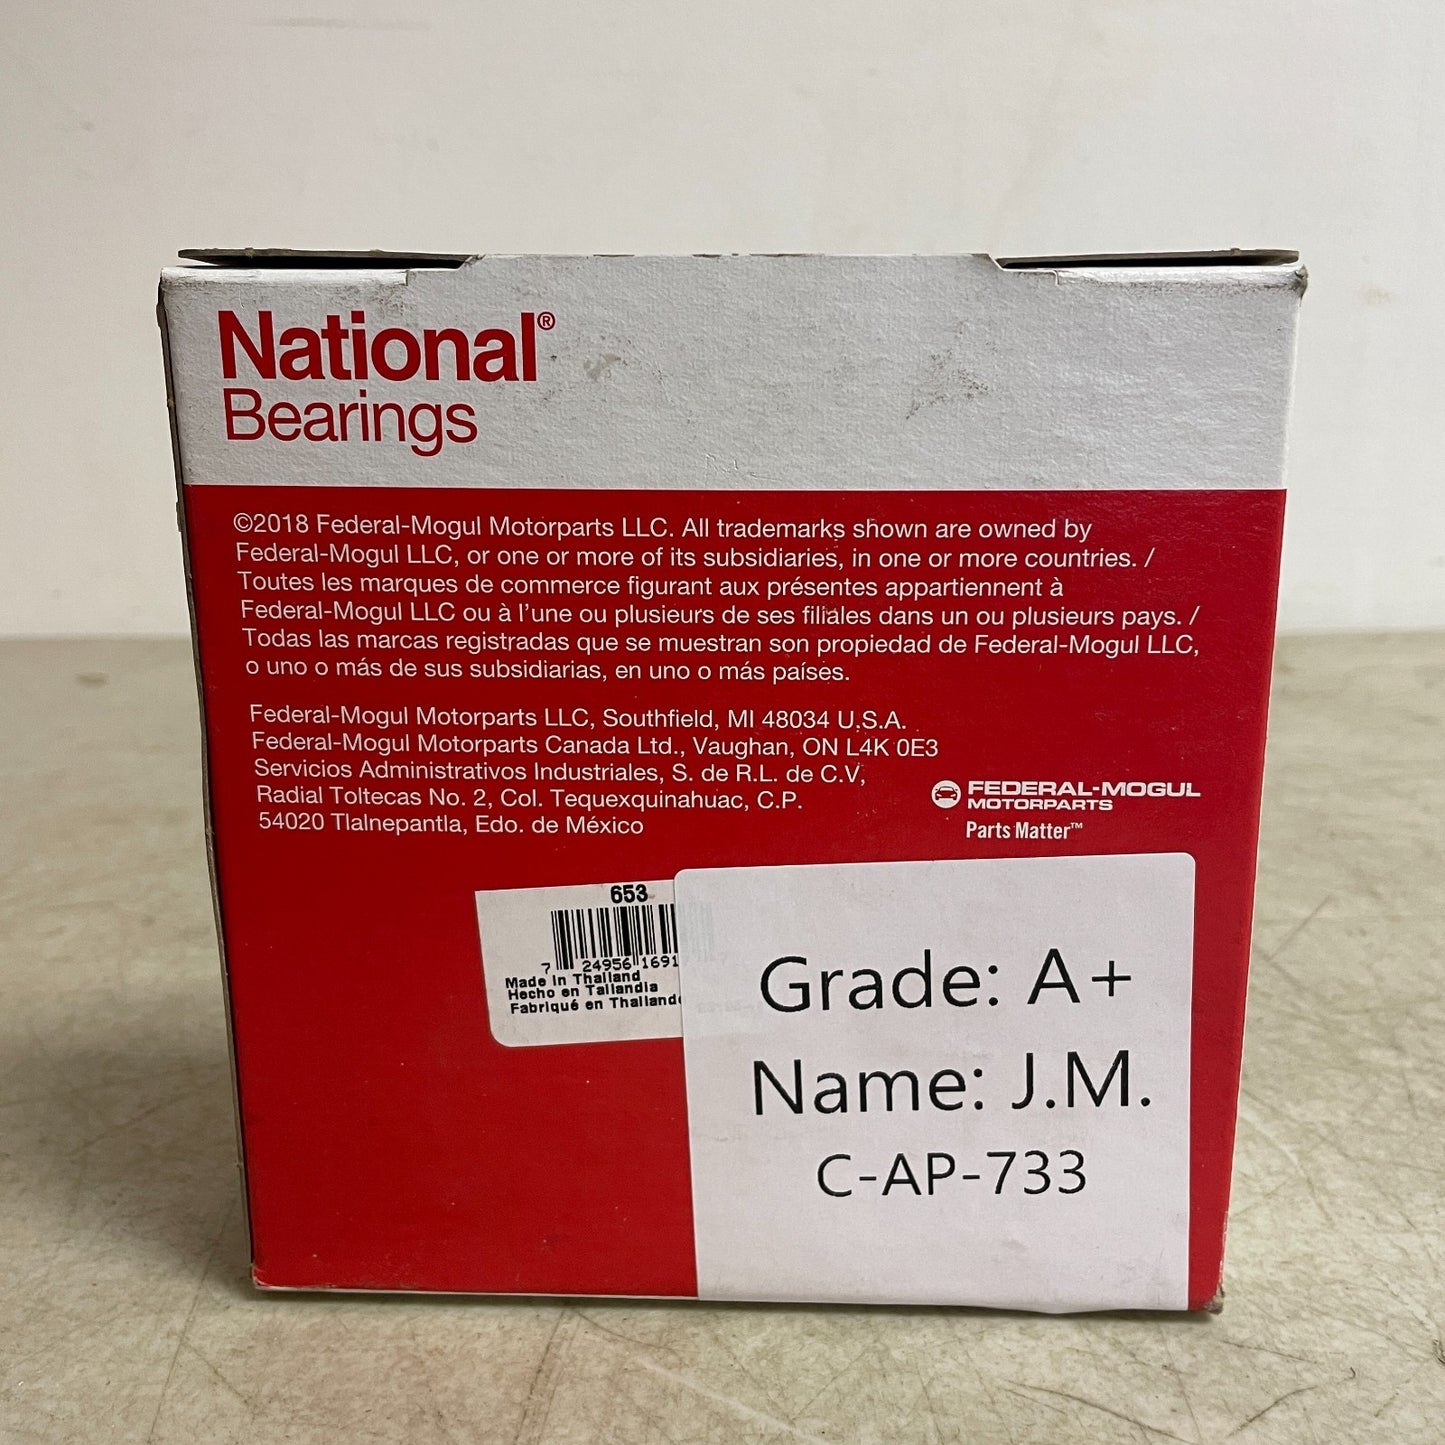 National®
Bearings
©2018 Federal-Mogul Motorparts LLC. All trademarks shown are owned by
Federal-Mogul LLC, or one or more of its subsidiaries, in one or more countries. /
Toutes les marques de commerce figurant aux présentes appartiennent à
Federal-Mogul LLC ou à l'une ou plusieurs de ses filiales dans un ou plusieurs pays. /
Todas las marcas registradas que se muestran son propiedad de Federal-Mogul LLC,
o uno o más de sus subsidiarias, en uno o más países.
Federal-Mogul Motorparts LLC, Southfield, MI 48034 U.S.A.
Federal-Mogul Motorparts Canada Ltd., Vaughan, ON L4K 0E3
Servicios Administrativos Industriales, S. de R.L. de C.V,
Radial Toltecas No. 2, Col. Tequexquinahuac, C.P.
54020 Tlalnepantla, Edo. de México
FEDERAL-MOGUL
MOTORPARTS
Parts Matter™
653
7 24956 1691
Made in Thailand
Hecho en Tailandia
Fabriqué en Thailande
Grade: A+
Name: J.M.
C-AP-733